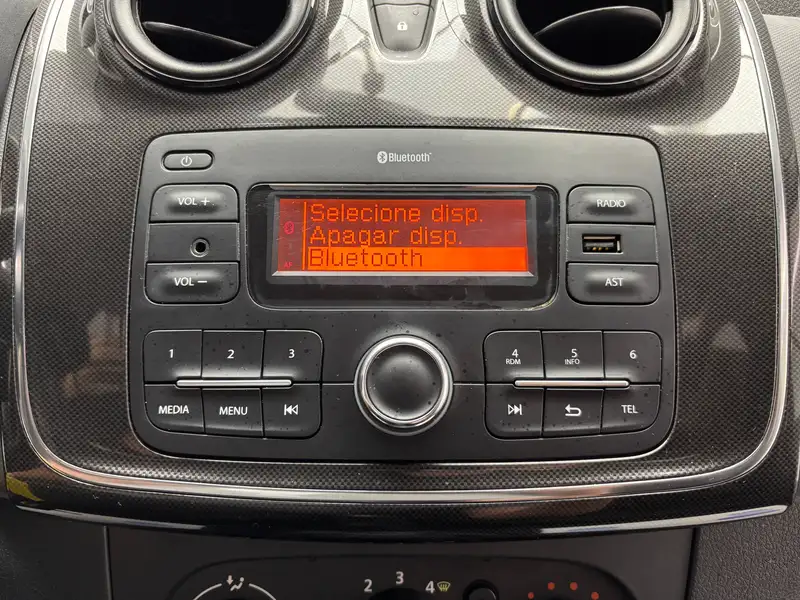 Bluetooth
VOL +
RADIO
Selecione disp.
Apagar disp.
Bluetooth
VOL –
AST
1
2
3
4
RDM
5
INFO
6
MEDIA
MENU
TEL
2
3
4